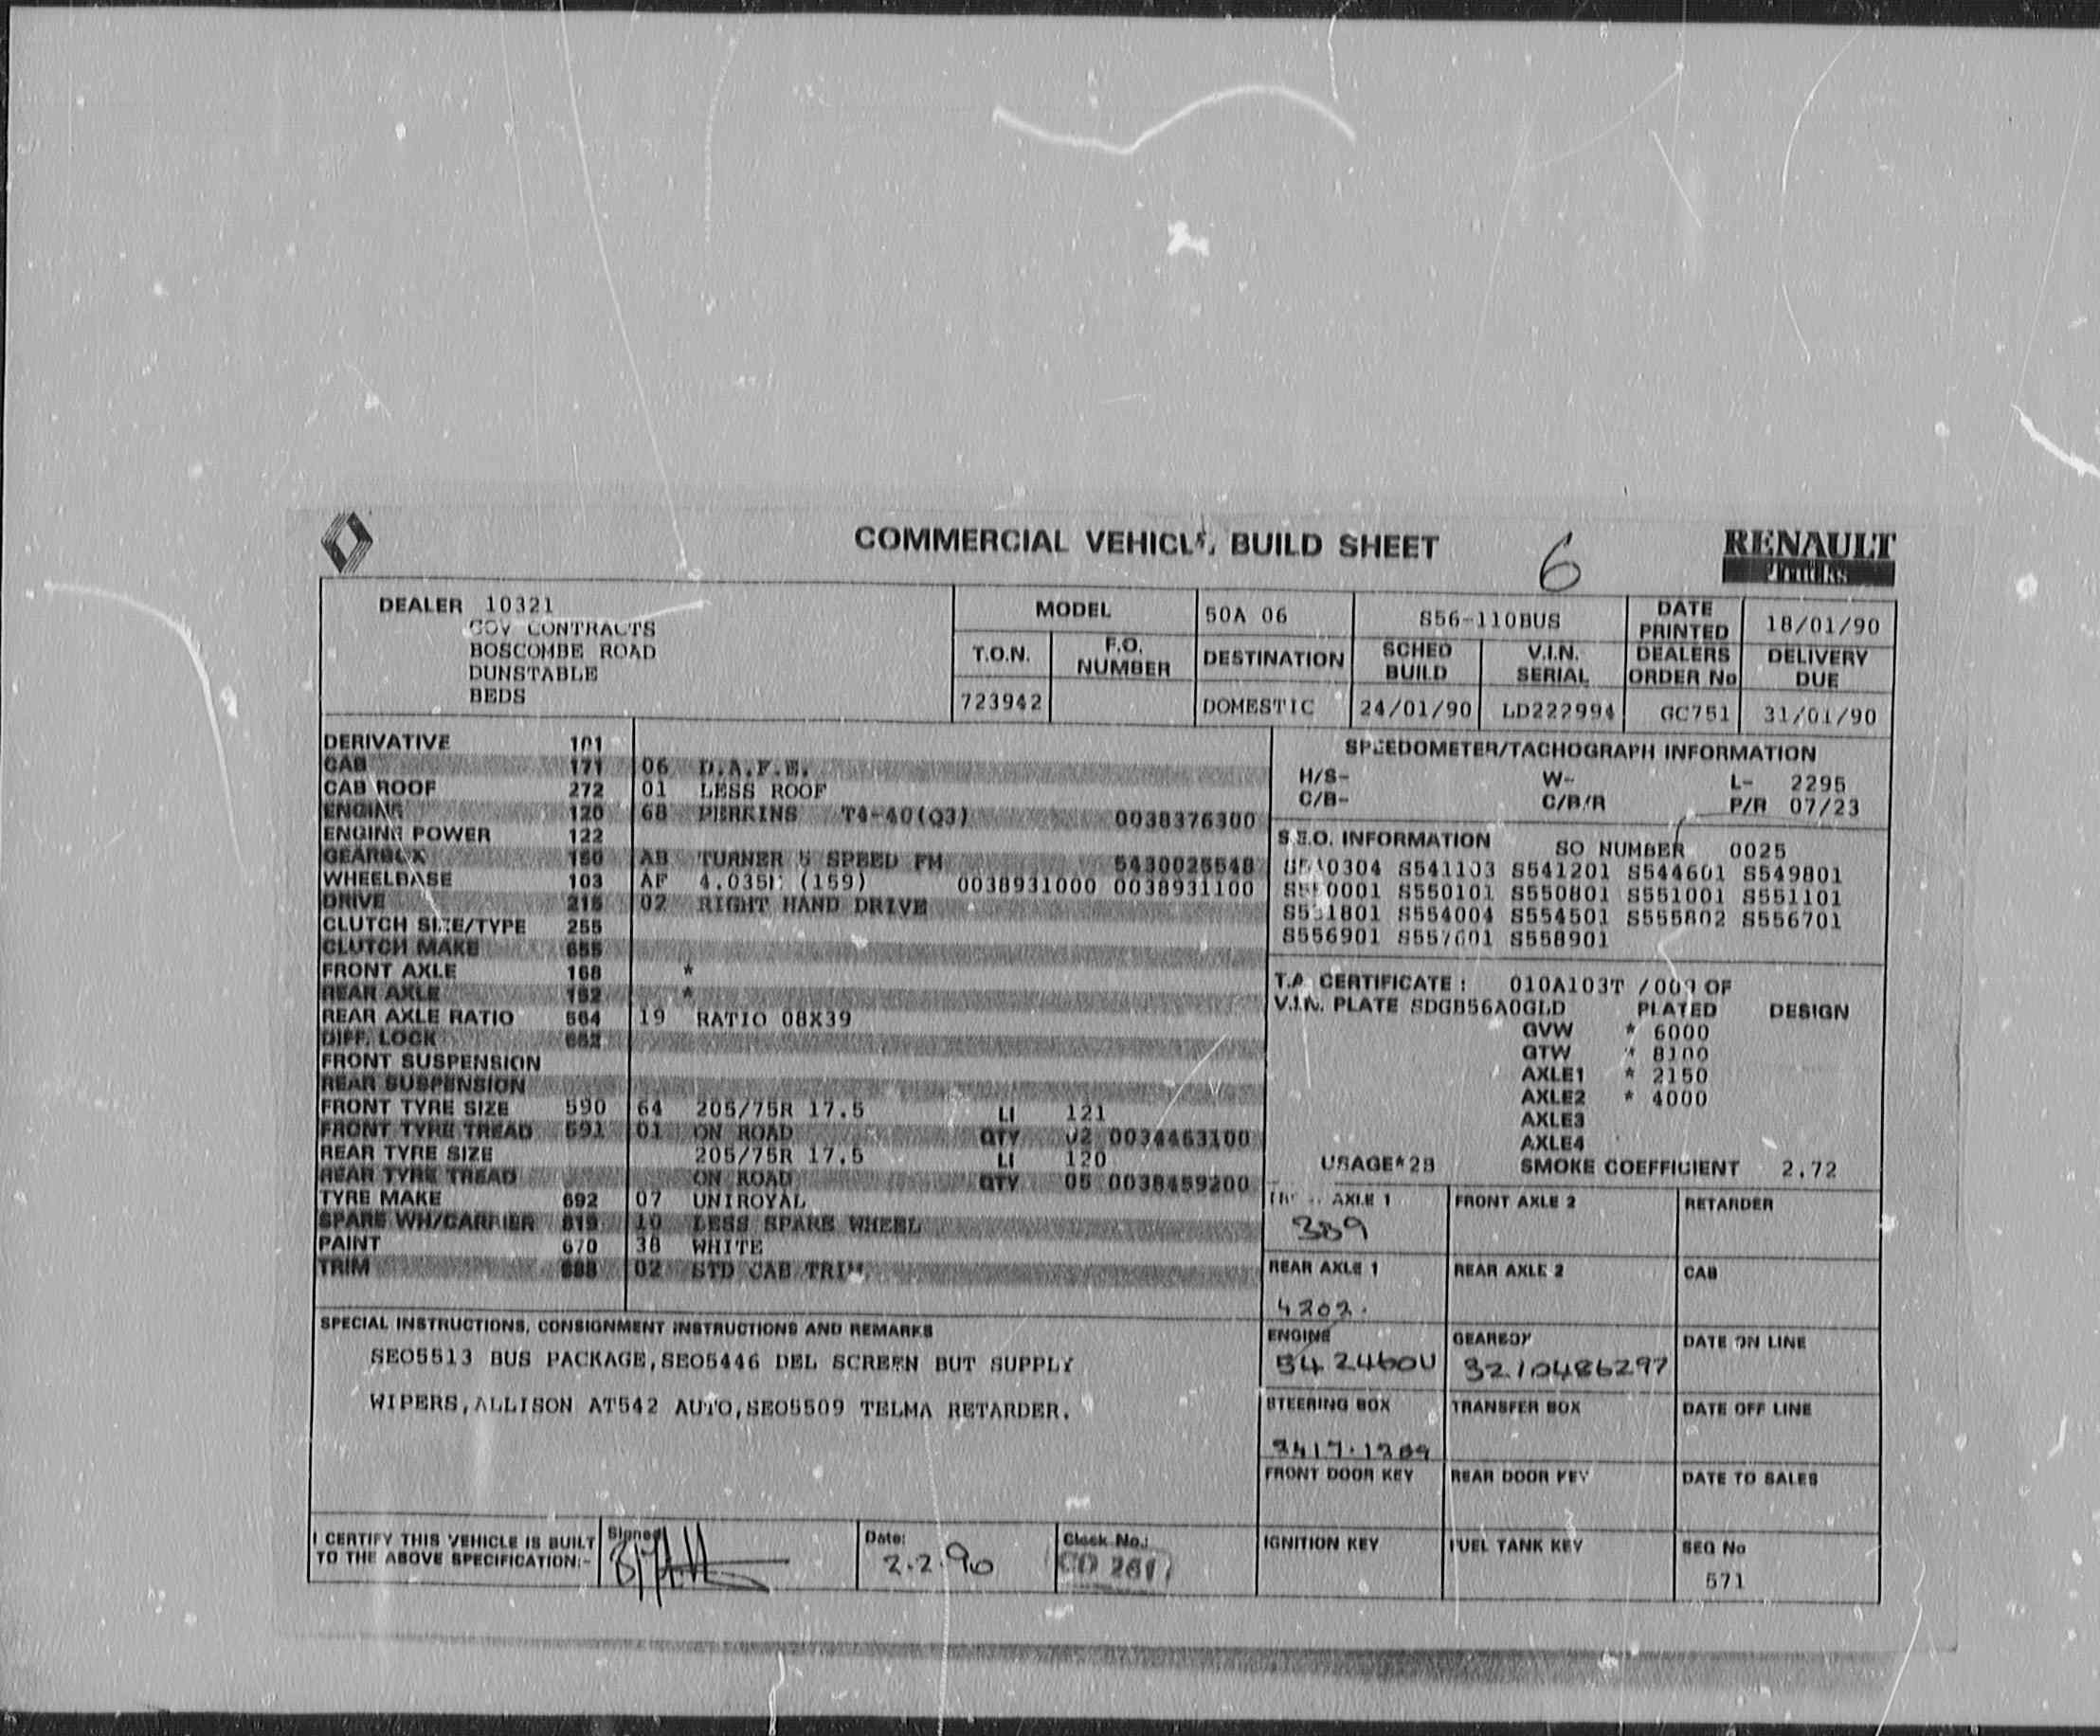 COMMERCIAL VEHICLE BUILD SHEET 6 RENAULT
Trucks
DEALER 10321
GOV CONTRACTS
BOSCOMBE ROAD
DUNSTABLE
BEDS
MODEL 50A 06 S56-110BUS DATE PRINTED 18/01/90
T.O.N. F.O. NUMBER DESTINATION SCHED BUILD V.I.N. SERIAL DEALERS ORDER No DELIVERY DUE
723942 DOMESTIC 24/01/90 LD222994 GC751 31/01/90
DERIVATIVE 101
CAB 171 06 D.A.F.E.
CAB ROOF 272 01 LESS ROOF
ENGINE 120 68 PERKINS T4-40(Q3) 0038376300
ENGINE POWER 122
GEARBOX 150 AB TURNER 5 SPEED FM 5430025548
WHEELBASE 103 AF 4.035M (159) 0038931000 0038931100
DRIVE 215 02 RIGHT HAND DRIVE
CLUTCH SIZE/TYPE 255
CLUTCH MAKE 655
FRONT AXLE 168 *
REAR AXLE 152 *
REAR AXLE RATIO 564 19 RATIO 08X39
DIFF. LOCK 652
FRONT SUSPENSION
REAR SUSPENSION
FRONT TYRE SIZE 590 64 205/75R 17.5 LI 121
FRONT TYRE TREAD 591 01 ON ROAD QTY 02 0034463100
REAR TYRE SIZE 205/75R 17.5 LI 120
REAR TYRE TREAD ON ROAD QTY 05 0038459200
TYRE MAKE 692 07 UNIROYAL
SPARE WH/CARRIER 819 10 LESS SPARE WHEEL
PAINT 670 38 WHITE
TRIM 688 02 STD CAB TRIM
SPEEDOMETER/TACHOGRAPH INFORMATION
H/S- W- L- 2295
C/B- C/B/R P/R 07/23
S.E.O. INFORMATION SO NUMBER 0025
S541103 S541201 S544601 S549801
S550001 S550101 S550801 S551001 S551101
S551801 S554004 S554501 S555802 S556701
S556901 S557601 S558901
T.A. CERTIFICATE : 010A103T /009 OF
V.I.N. PLATE SDGB56A0GLD PLATED DESIGN
GVW * 6000
GTW * 8100
AXLE1 * 2150
AXLE2 * 4000
AXLE3
AXLE4
USAGE*2B SMOKE COEFFICIENT 2.72
AXLE 1 FRONT AXLE 2 RETARDER
389
REAR AXLE 1 REAR AXLE 2 CAB
4202.
ENGINE GEARBOX DATE ON LINE
542460U 3210486297
STEERING BOX TRANSFER BOX DATE OFF LINE
FRONT DOOR KEY REAR DOOR KEY DATE TO SALES
IGNITION KEY FUEL TANK KEY SEQ No
571
SPECIAL INSTRUCTIONS, CONSIGNMENT INSTRUCTIONS AND REMARKS
SEO5513 BUS PACKAGE,SEO5446 DEL SCREEN BUT SUPPLY
WIPERS,ALLISON AT542 AUTO,SEO5509 TELMA RETARDER.
I CERTIFY THIS VEHICLE IS BUILT
TO THE ABOVE SPECIFICATION:-
Signed
Date:
2.2.90
Clock No.: